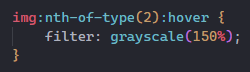 img:nth-of-type(2):hover {
    filter: grayscale(150%);
}